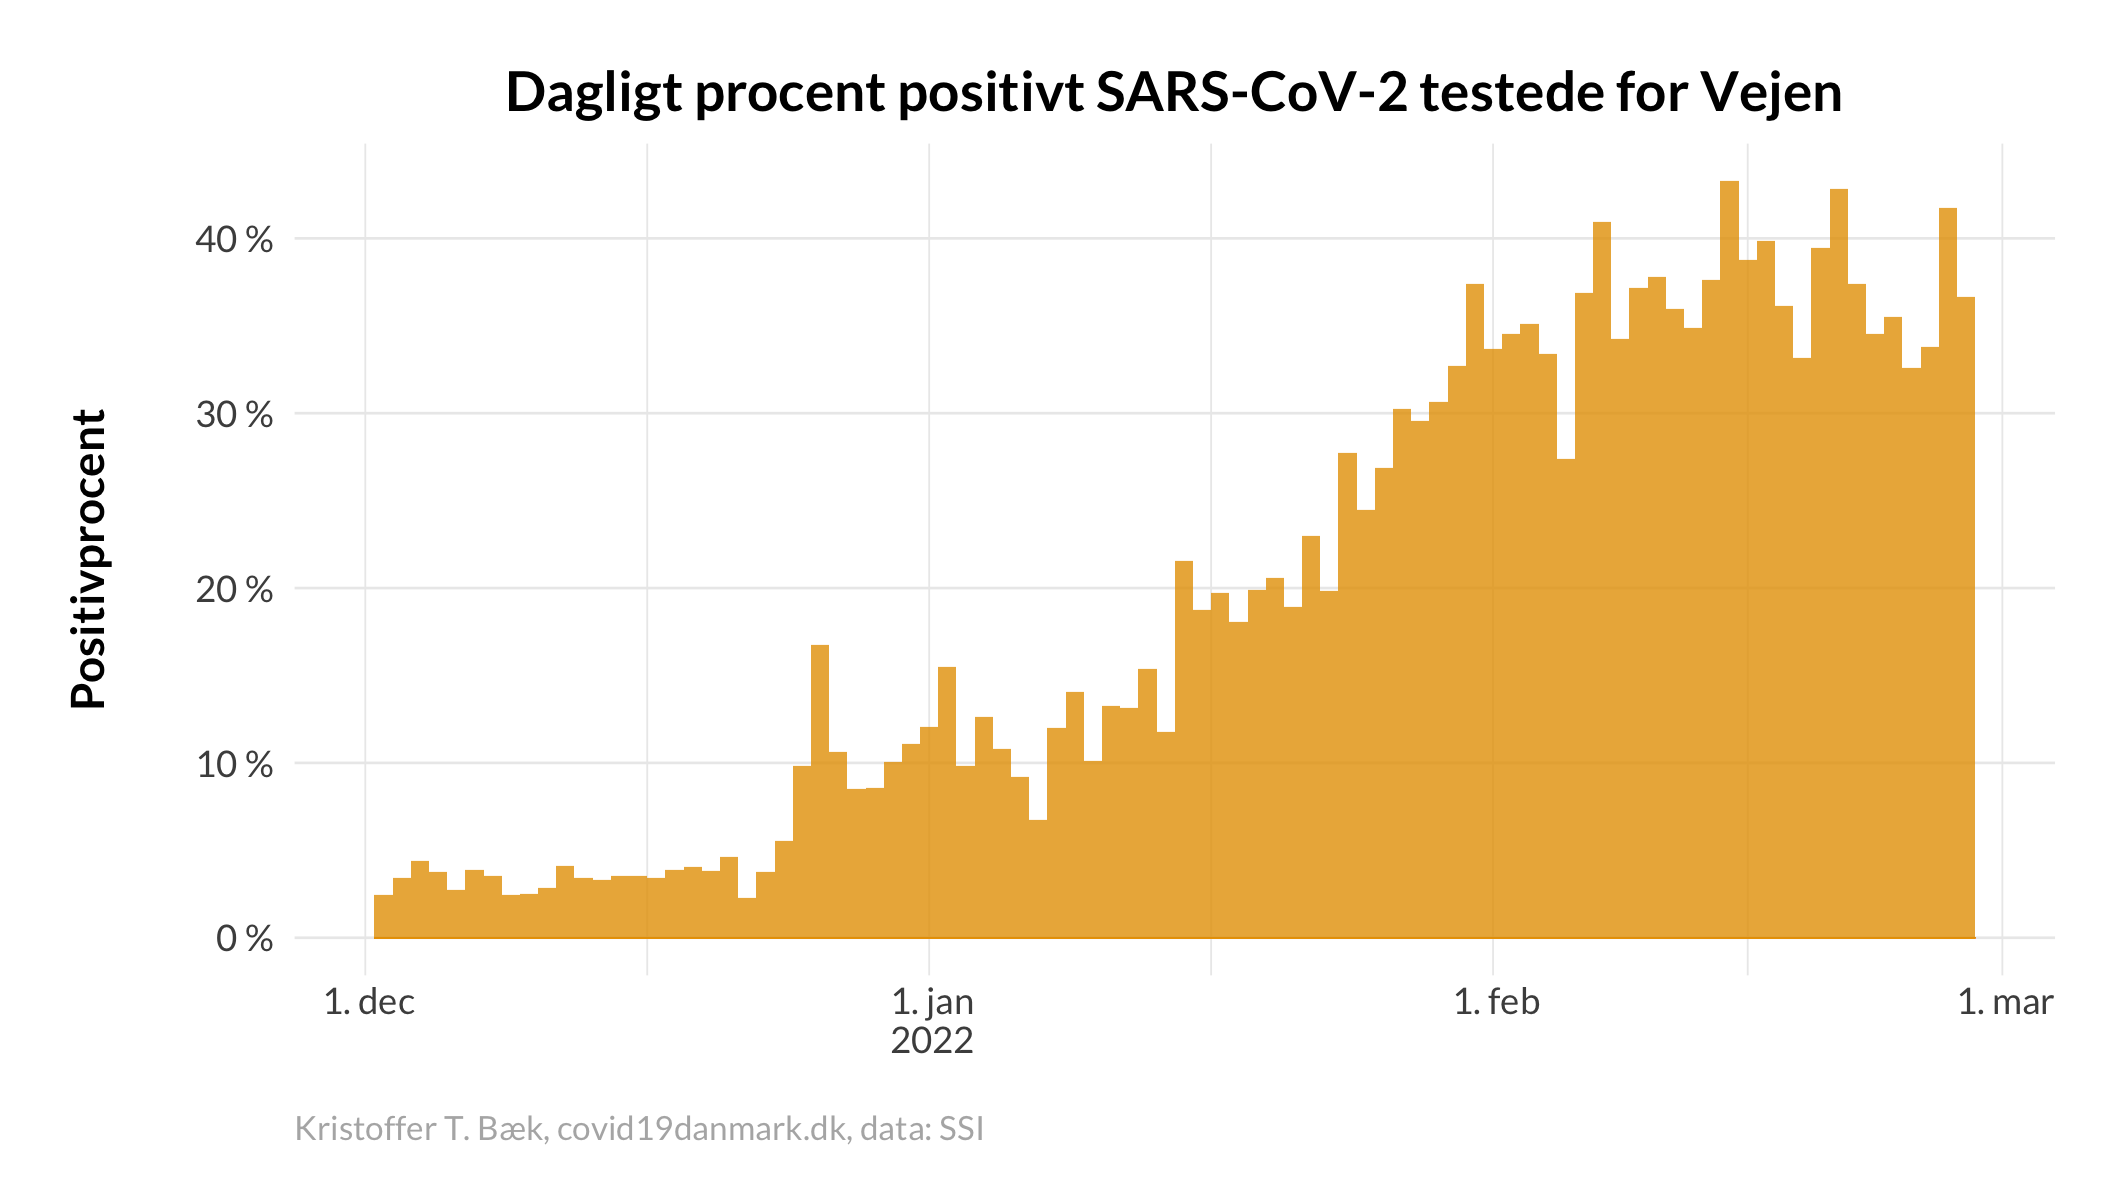 Dagligt procent positivt SARS-CoV-2 testede for Vejen
Positivprocent
40 %
30 %
20 %
10 %
0 %
1. dec
1. jan
2022
1. feb
1. mar
Kristoffer T. Bæk, covid19danmark.dk, data: SSI